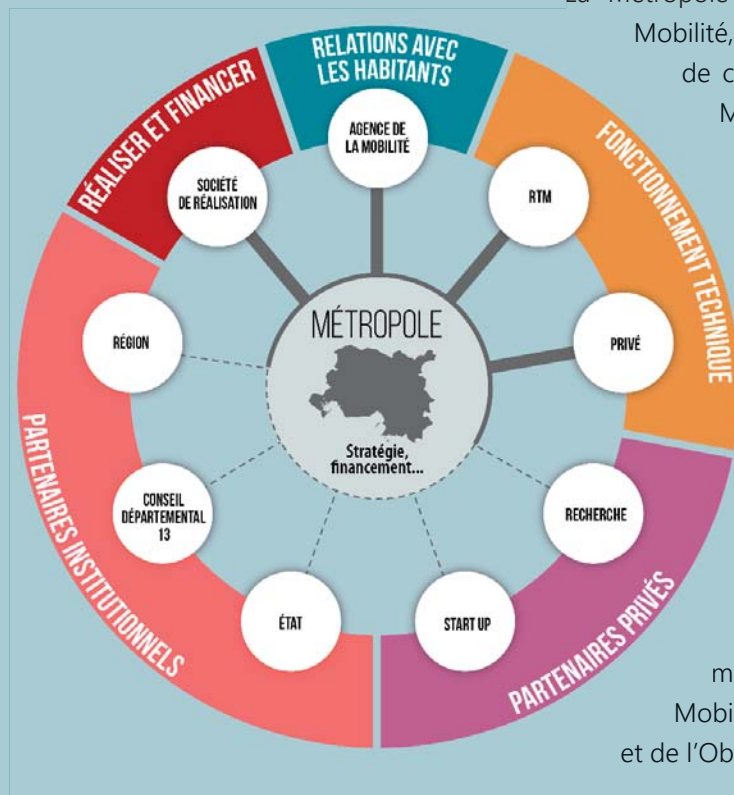 La Métropole
Mobilité,
de c
M
RELATIONS AVEC
LES HABITANTS
RÉALISER ET FINANCER
FONCTIONNEMENT TECHNIQUE
AGENCE DE
LA MOBILITÉ
SOCIÉTÉ
DE RÉALISATION
RTM
RÉGION
MÉTROPOLE
PRIVÉ
Stratégie,
financement...
CONSEIL
DÉPARTEMENTAL
13
RECHERCHE
ÉTAT
START UP
PARTENAIRES INSTITUTIONNELS
PARTENAIRES PRIVÉS
m
Mobi
et de l'Ob